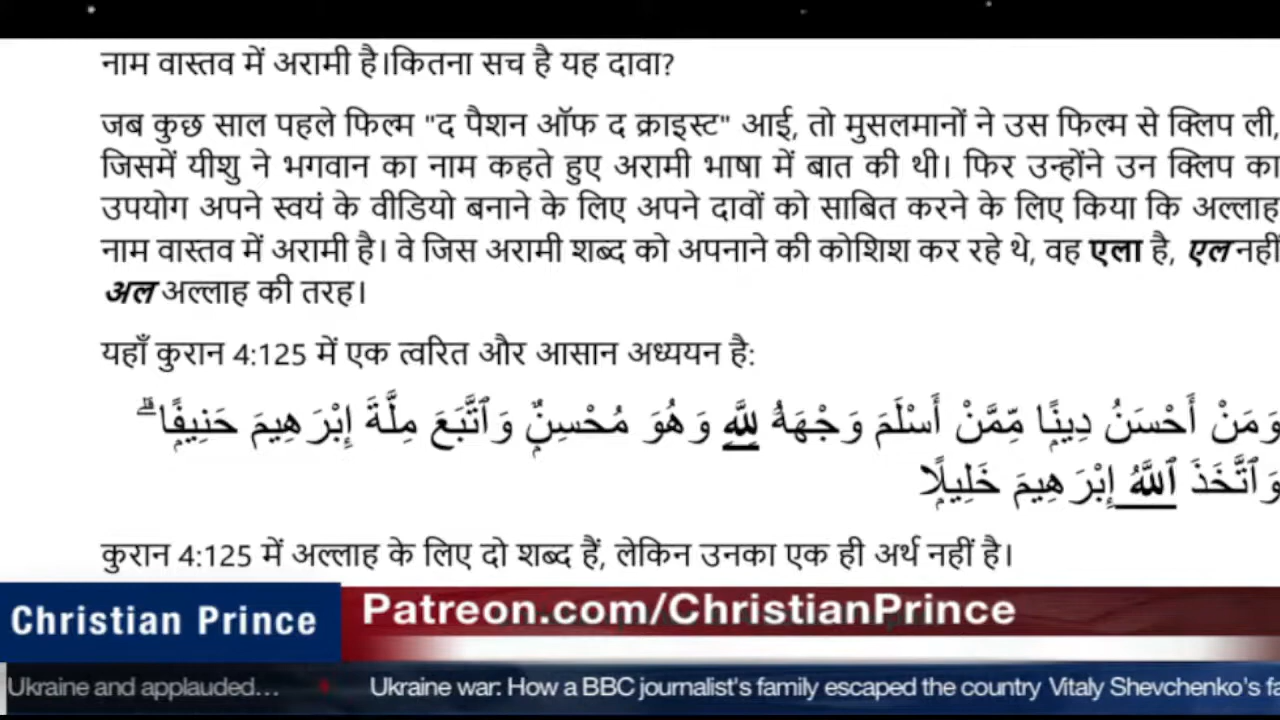 नाम वास्तव में अरामी है।कितना सच है यह दावा?
जब कुछ साल पहले फिल्म "द पैशन ऑफ द क्राइस्ट" आई, तो मुसलमानों ने उस फिल्म से क्लिप ली,
जिसमें यीशु ने भगवान का नाम कहते हुए अरामी भाषा में बात की थी। फिर उन्होंने उन क्लिप का
उपयोग अपने स्वयं के वीडियो बनाने के लिए अपने दावों को साबित करने के लिए किया कि अल्लाह
नाम वास्तव में अरामी है। वे जिस अरामी शब्द को अपनाने की कोशिश कर रहे थे, वह एला है, एल नहीं
अल अल्लाह की तरह।
यहाँ कुरान 4:125 में एक त्वरित और आसान अध्ययन है:
وَمَنْ أَحْسَنُ دِينًا مِّمَّنْ أَسْلَمَ وَجْهَهُۥ لِلَّهِ وَهُوَ مُحْسِنٌ وَٱتَّبَعَ مِلَّةَ إِبْرَهِيمَ حَنِيفًا ۗ
وَٱتَّخَذَ ٱللَّهُ إِبْرَهِيمَ خَلِيلًا
कुरान 4:125 में अल्लाह के लिए दो शब्द हैं, लेकिन उनका एक ही अर्थ नहीं है।
Christian Prince
Patreon.com/ChristianPrince
Ukraine and applauded... Ukraine war: How a BBC journalist's family escaped the country Vitaly Shevchenko's fa